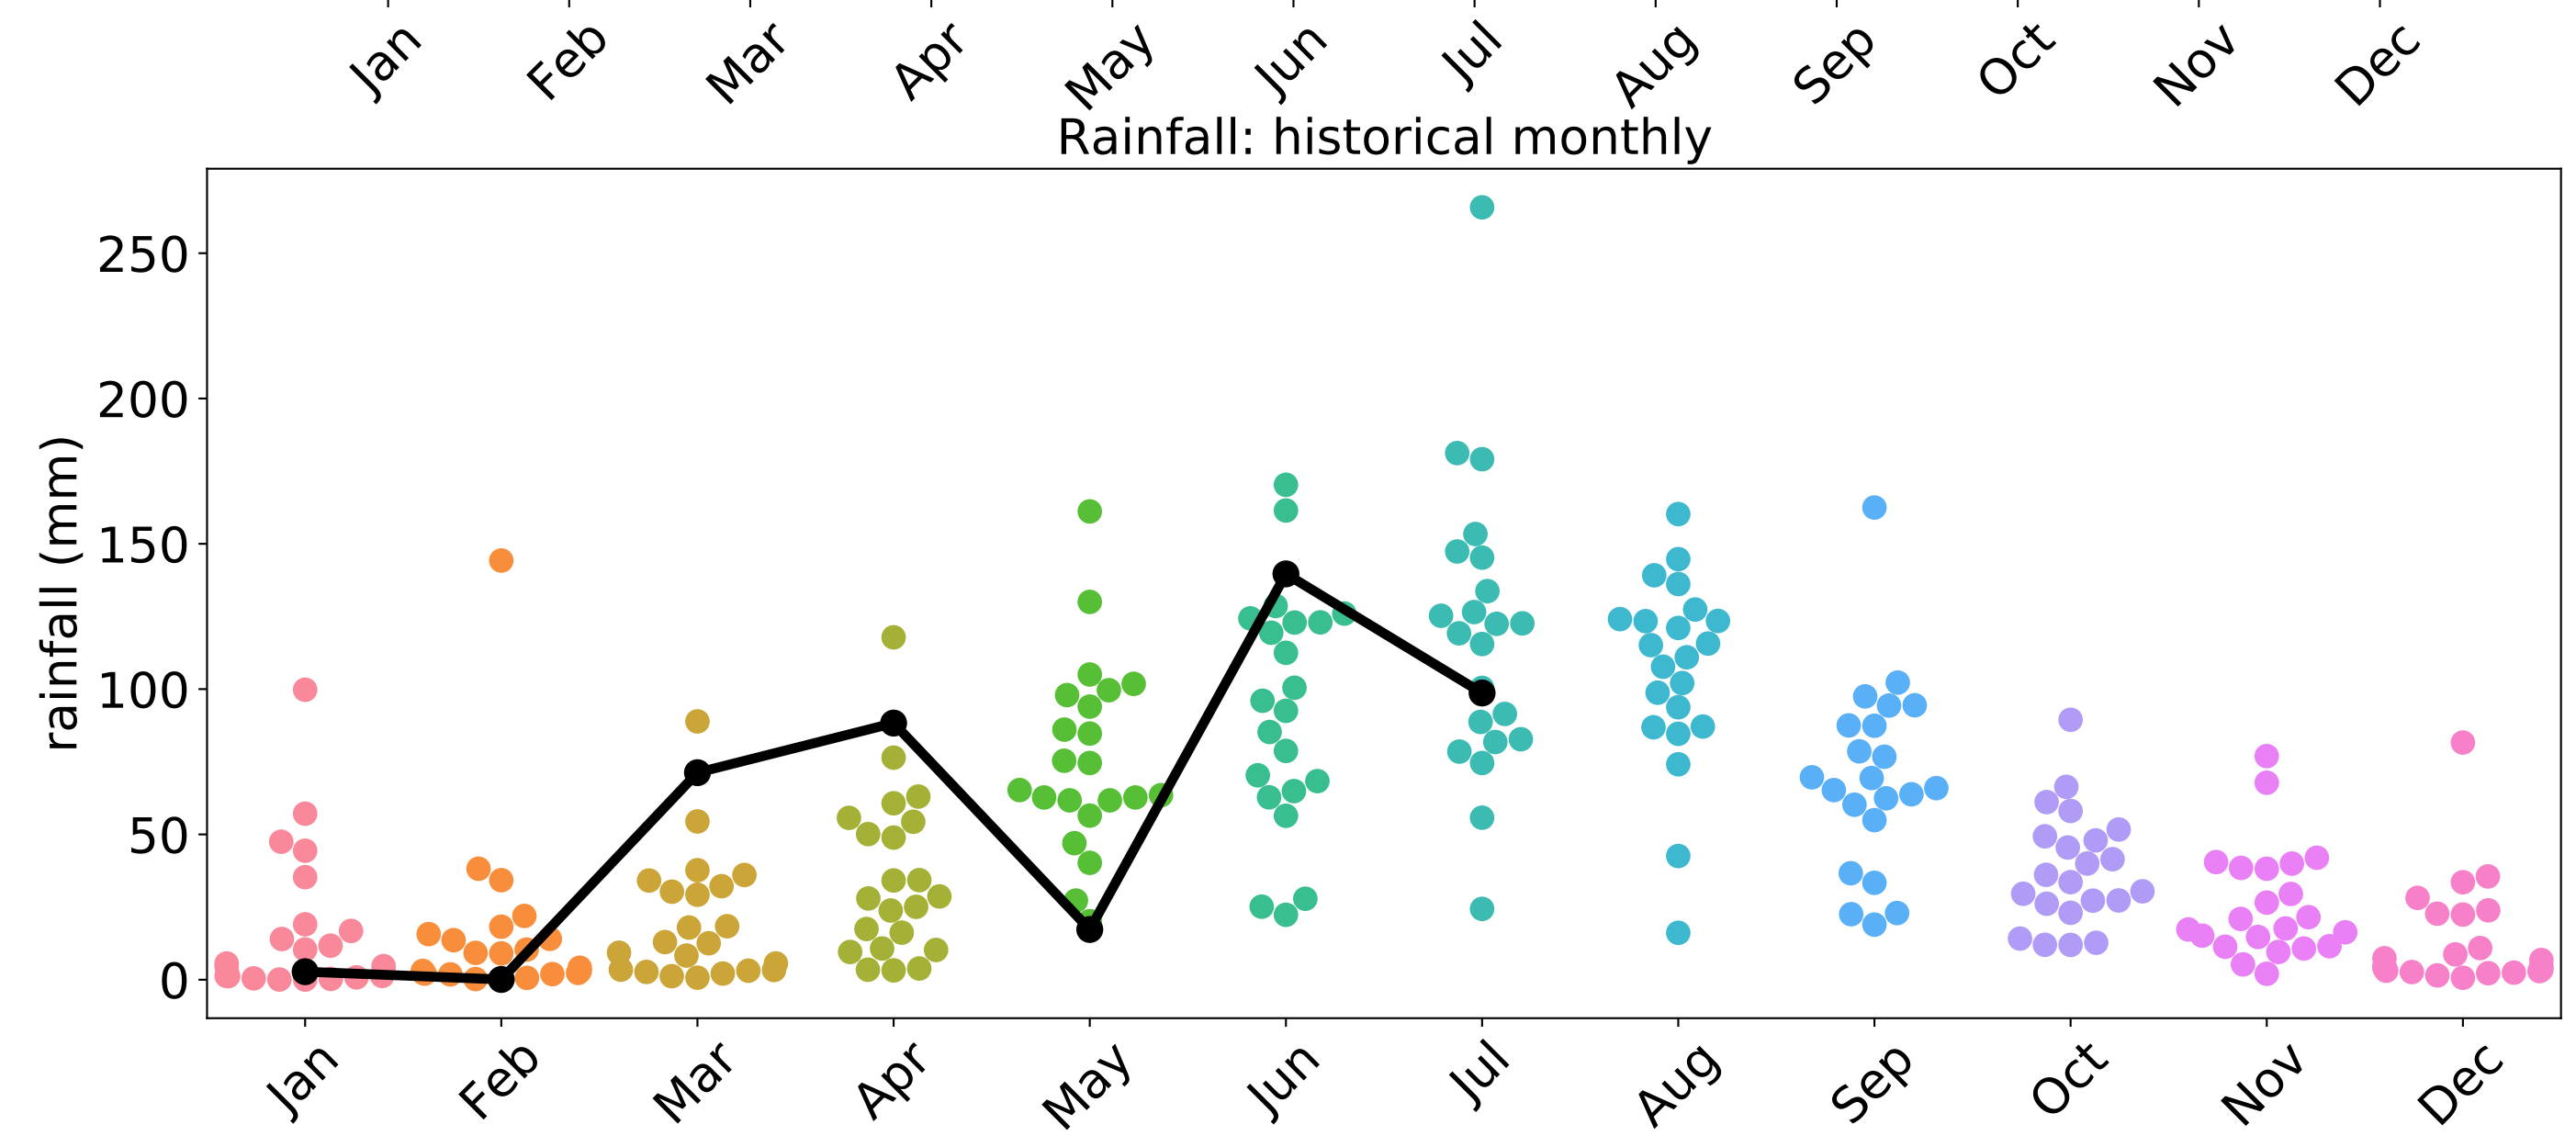 Jan Feb Mar Apr May Jun Jul Aug Sep Oct Nov Dec
Rainfall: historical monthly
rainfall (mm)
250
200
150
100
50
0
Jan Feb Mar Apr May Jun Jul Aug Sep Oct Nov Dec